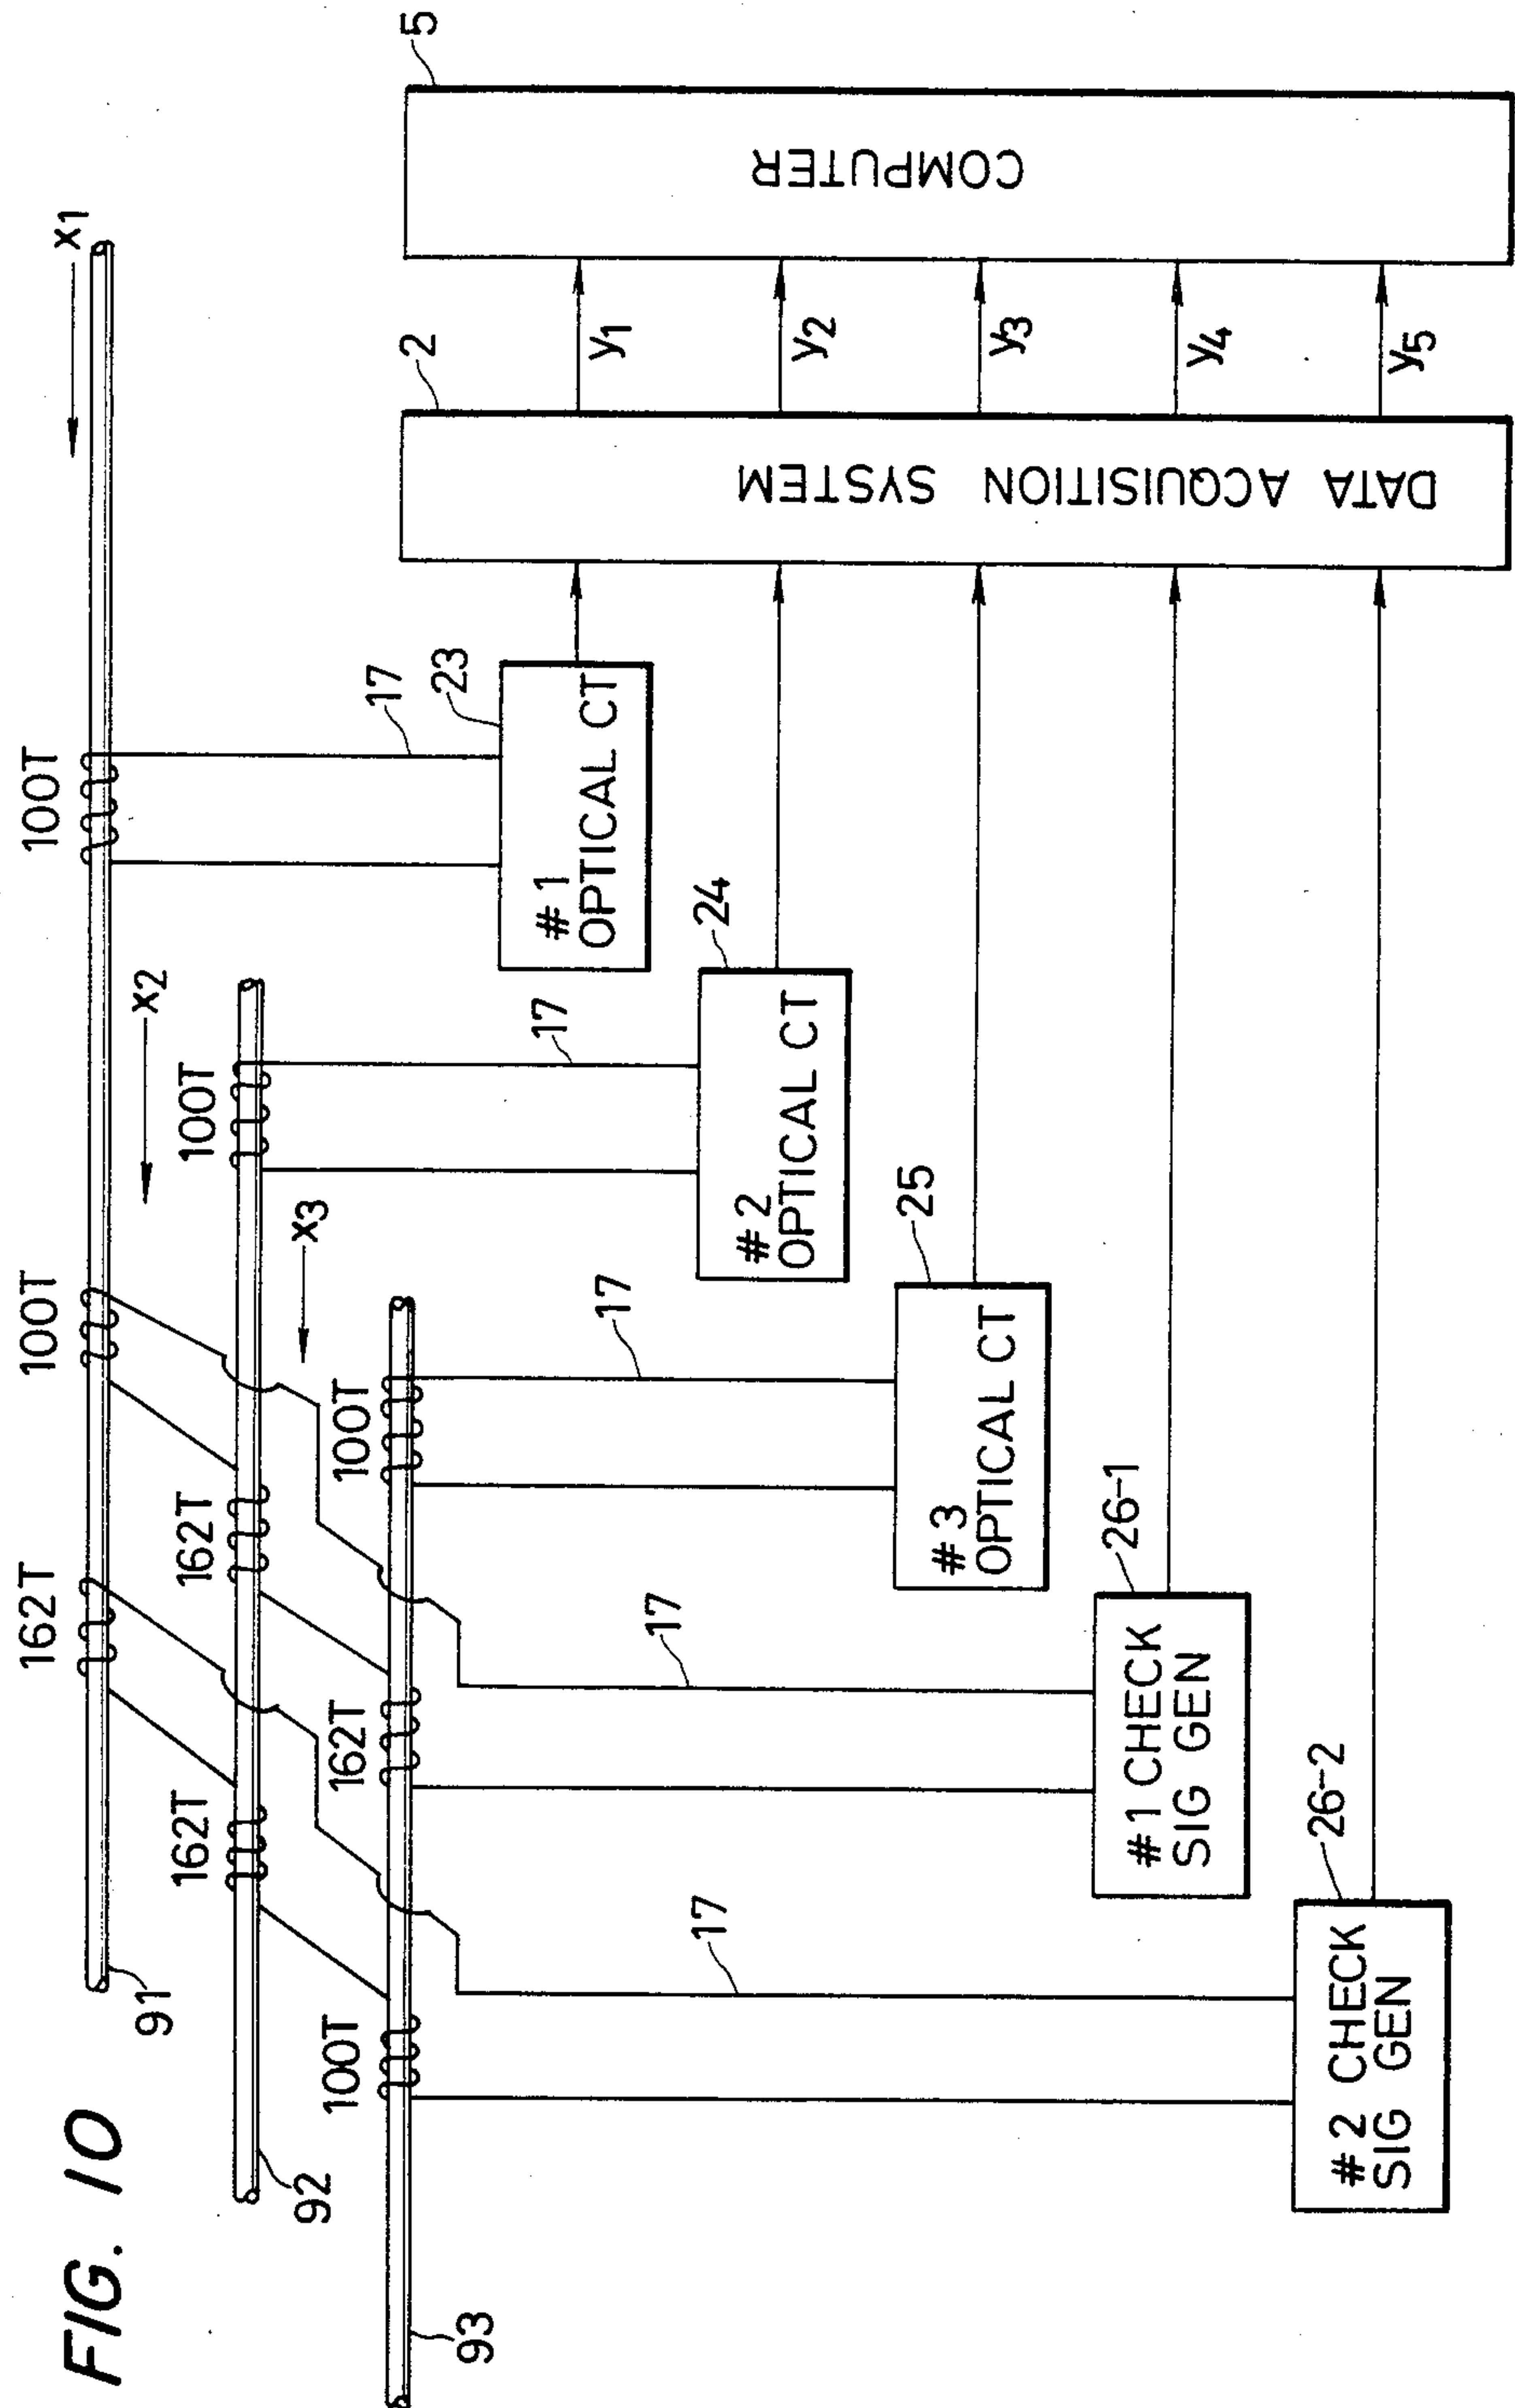 FIG. 10
x1
100T
100T
162T
91
x2
100T
162T
162T
92
x3
100T
162T
100T
93
17
23
#1
OPTICAL CT
17
24
#2
OPTICAL CT
17
25
#3
OPTICAL CT
17
26-1
#1 CHECK
SIG GEN
17
26-2
#2 CHECK
SIG GEN
2
DATA ACQUISITION SYSTEM
y1
y2
y3
y4
y5
5
COMPUTER